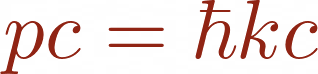 pc = ℏkc